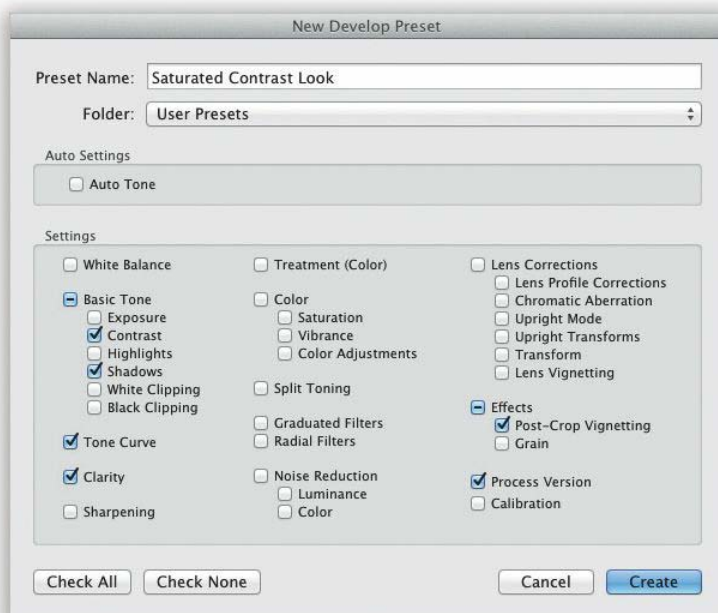 New Develop Preset
Preset Name: Saturated Contrast Look
Folder: User Presets
Auto Settings
Auto Tone
Settings
White Balance
Basic Tone
Exposure
Contrast
Highlights
Shadows
White Clipping
Black Clipping
Tone Curve
Clarity
Sharpening
Treatment (Color)
Color
Saturation
Vibrance
Color Adjustments
Split Toning
Graduated Filters
Radial Filters
Noise Reduction
Luminance
Color
Lens Corrections
Lens Profile Corrections
Chromatic Aberration
Upright Mode
Upright Transforms
Transform
Lens Vignetting
Effects
Post-Crop Vignetting
Grain
Process Version
Calibration
Check All
Check None
Cancel
Create